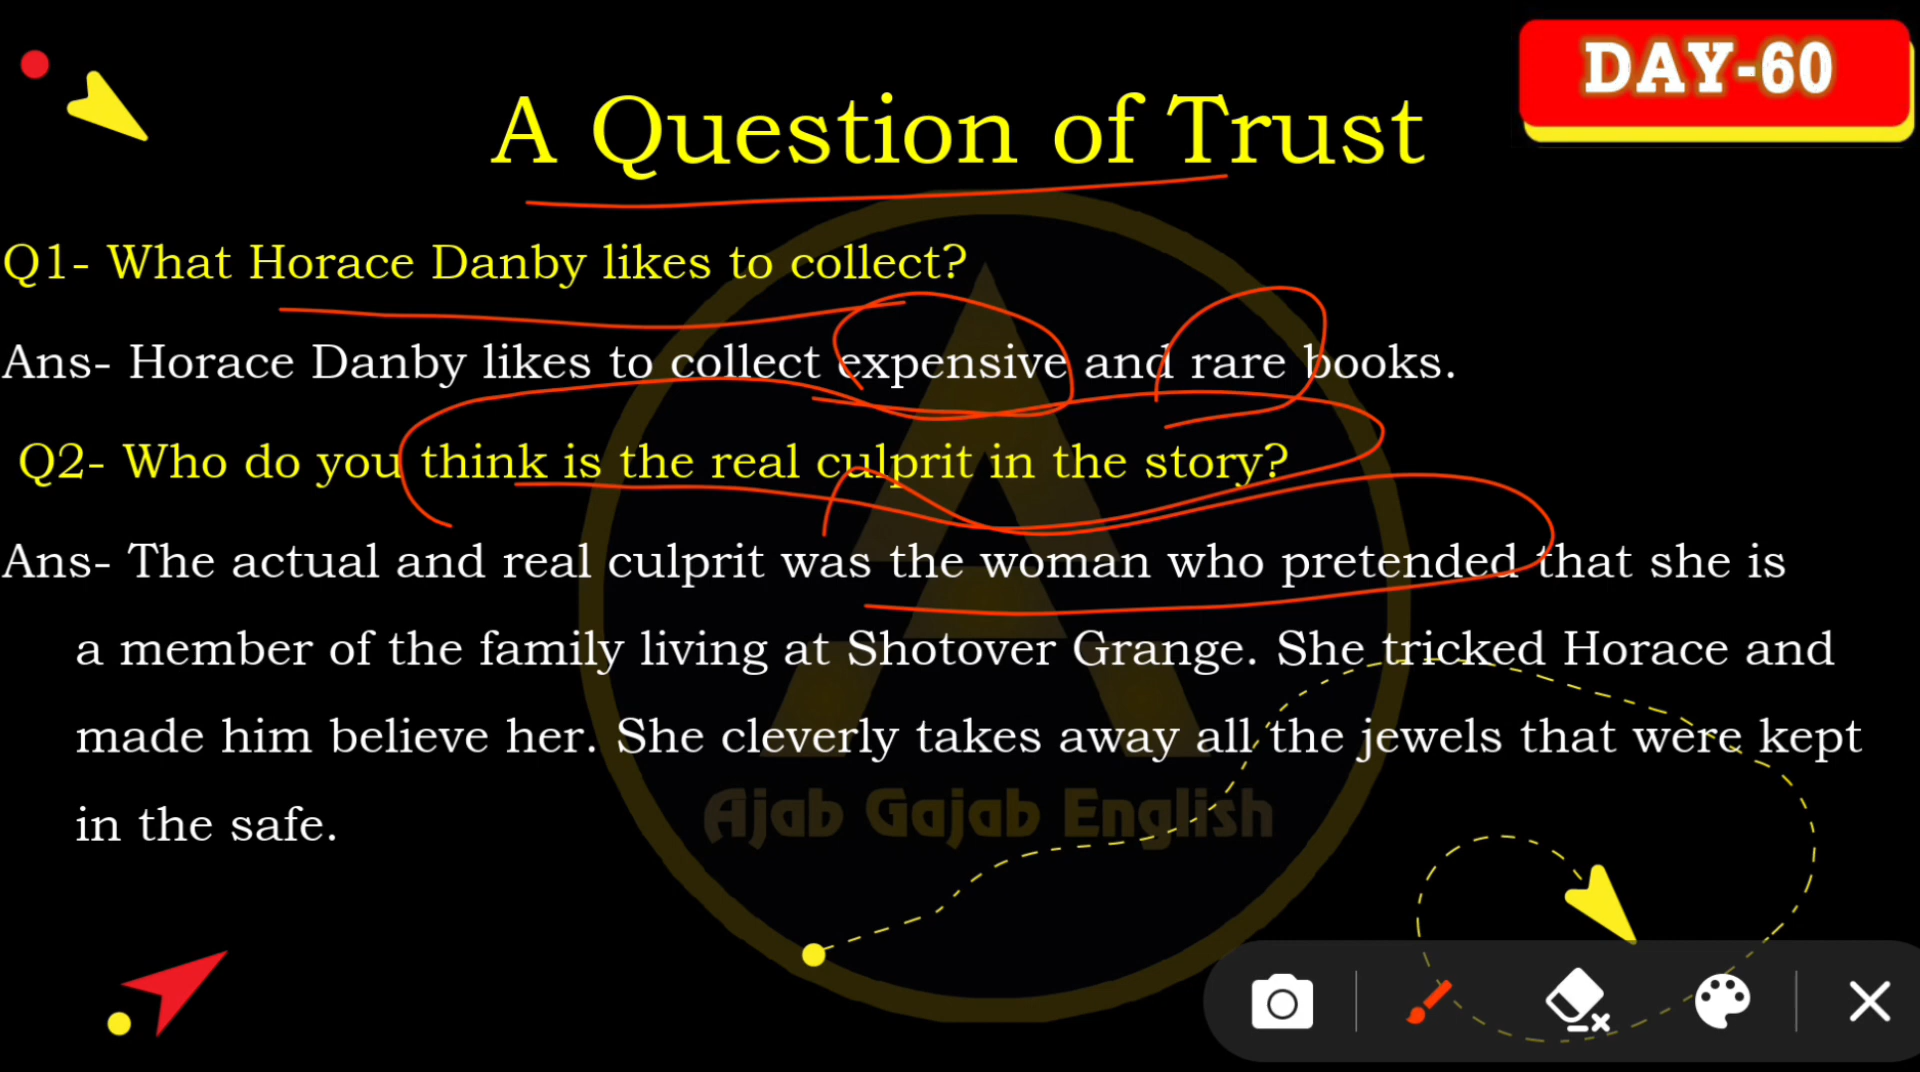 DAY-60
A Question of Trust
Q1- What Horace Danby likes to collect?
Ans- Horace Danby likes to collect expensive and rare books.
Q2- Who do you think is the real culprit in the story?
Ans- The actual and real culprit was the woman who pretended that she is
a member of the family living at Shotover Grange. She tricked Horace and
made him believe her. She cleverly takes away all the jewels that were kept
in the safe.
Ajab Gajab English